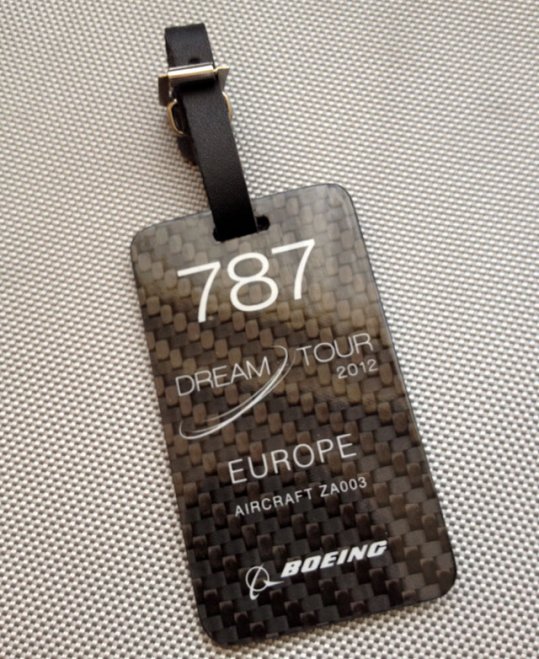 787
DREAM TOUR
2012
EUROPE
AIRCRAFT ZA003
BOEING